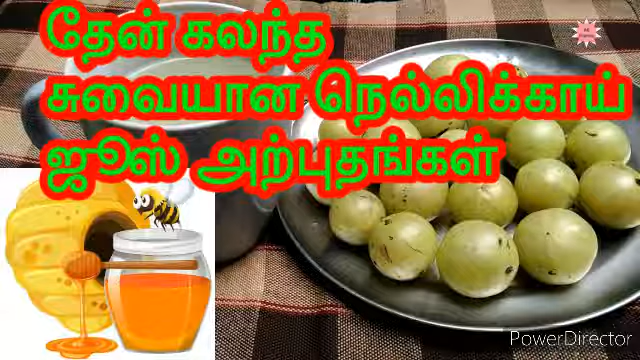 தேன் கலந்த
சுவையான நெல்லிக்காய்
ஜூஸ் அற்புதங்கள்
PowerDirector